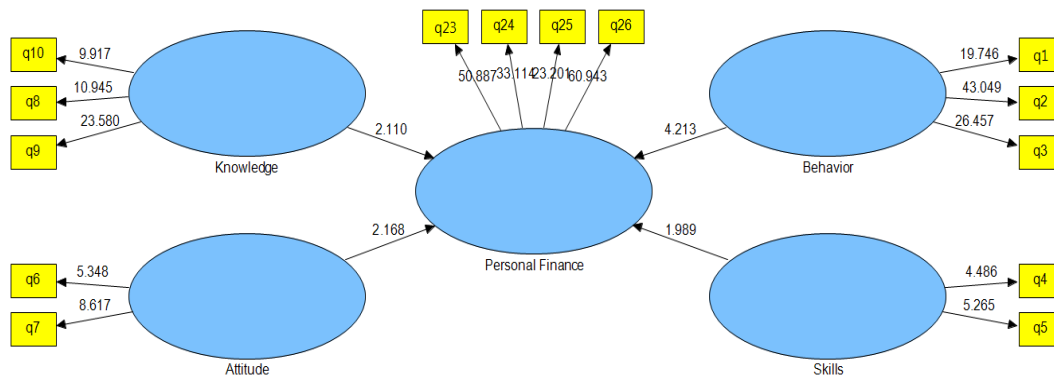 q23
q24
q25
q26
50.887
33.114
23.201
60.943
q10
9.917
q8
10.945
q9
23.580
Knowledge
2.110
19.746
q1
43.049
q2
26.457
q3
Behavior
4.213
Personal Finance
q6
5.348
q7
8.617
Attitude
2.168
1.989
4.486
q4
5.265
q5
Skills